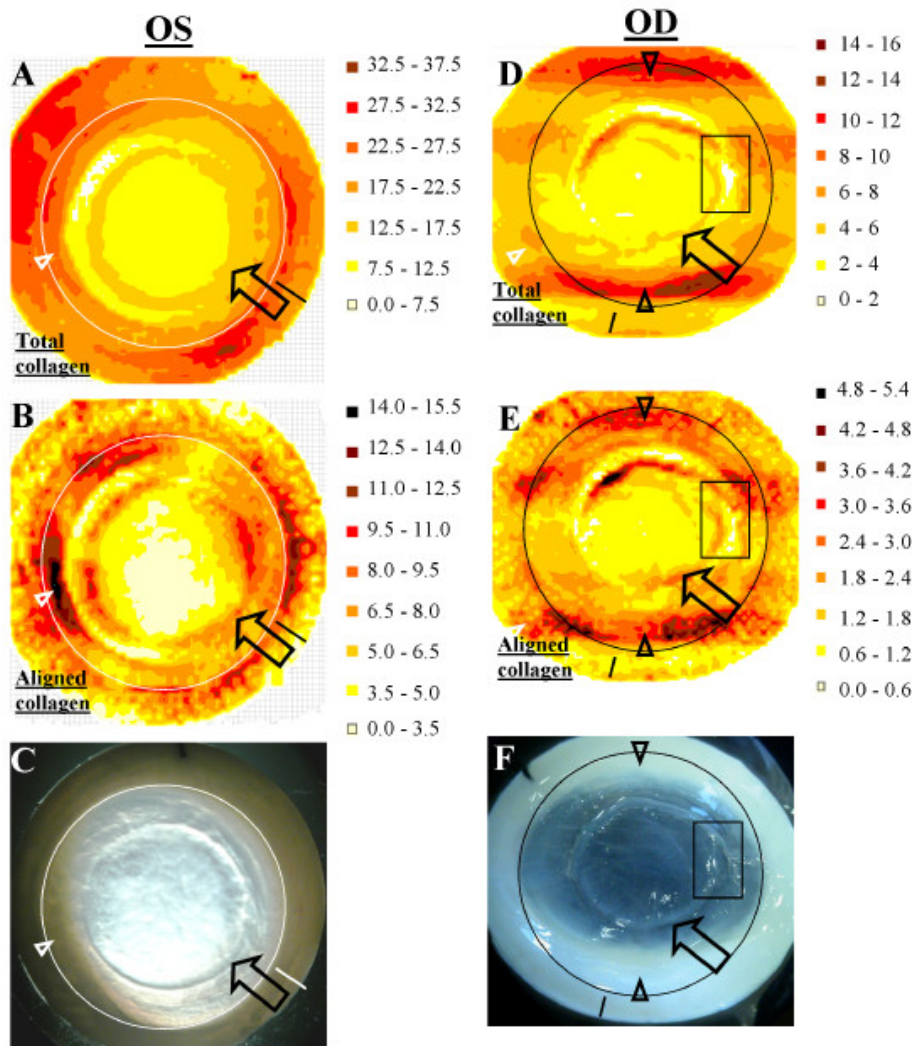 OS
OD
A
32.5 - 37.5
27.5 - 32.5
22.5 - 27.5
17.5 - 22.5
12.5 - 17.5
7.5 - 12.5
0.0 - 7.5
Total
collagen
D
14 - 16
12 - 14
10 - 12
8 - 10
6 - 8
4 - 6
2 - 4
0 - 2
Total
collagen
B
14.0 - 15.5
12.5 - 14.0
11.0 - 12.5
9.5 - 11.0
8.0 - 9.5
6.5 - 8.0
5.0 - 6.5
3.5 - 5.0
0.0 - 3.5
Aligned
collagen
E
4.8 - 5.4
4.2 - 4.8
3.6 - 4.2
3.0 - 3.6
2.4 - 3.0
1.8 - 2.4
1.2 - 1.8
0.6 - 1.2
0.0 - 0.6
Aligned
collagen
C
F